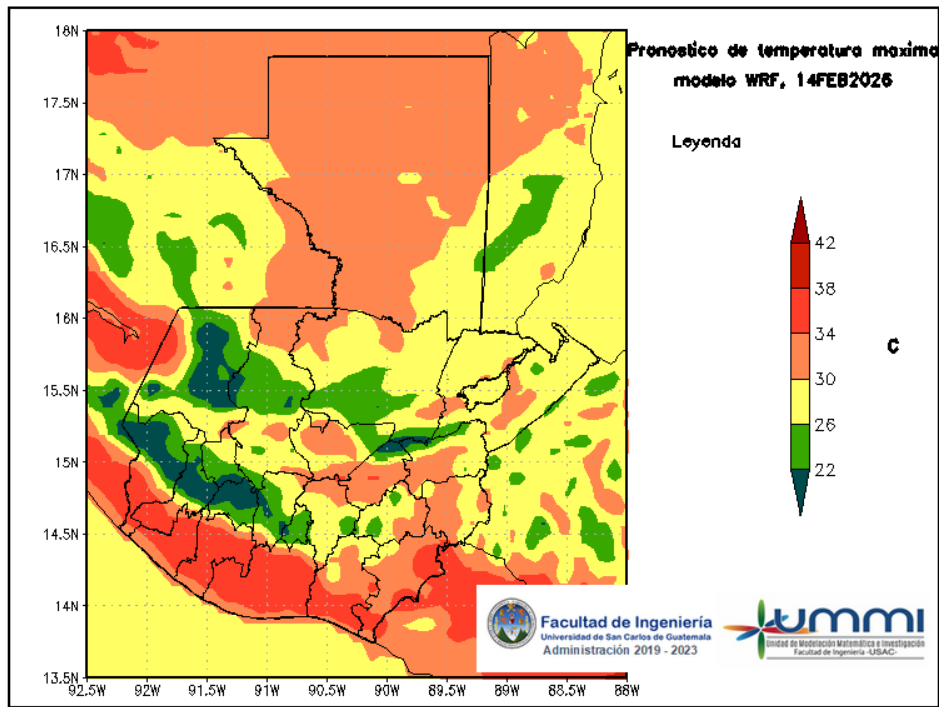 Pronostico de temperatura maxima
modelo WRF, 14FEB2026
Leyenda
42
38
34
30
26
22
C
18N
17.5N
17N
16.5N
16N
15.5N
15N
14.5N
14N
13.5N
92.5W
92W
91.5W
91W
90.5W
90W
89.5W
89W
88.5W
88W
Facultad de Ingeniería
Universidad de San Carlos de Guatemala
Administración 2019 - 2023
ummi
Unidad de Modelación Matemática e Investigación
Facultad de Ingeniería -USAC-